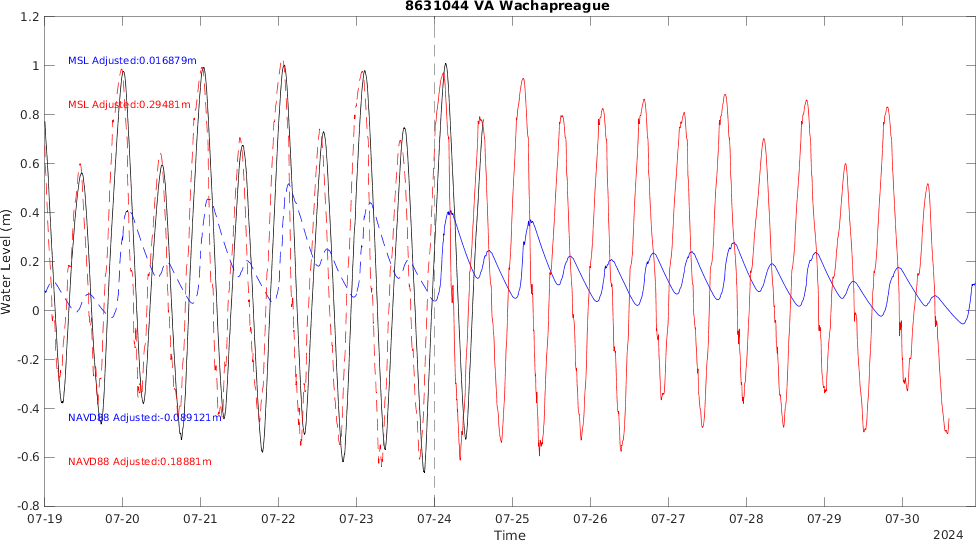 8631044 VA Wachapreague
1.2
1
0.8
0.6
0.4
0.2
0
-0.2
-0.4
-0.6
-0.8
Water Level (m)
MSL Adjusted:0.016879m
MSL Adjusted:0.29481m
NAVD88 Adjusted:-0.089121m
NAVD88 Adjusted:0.18881m
07-19 07-20 07-21 07-22 07-23 07-24 07-25 07-26 07-27 07-28 07-29 07-30
Time
2024